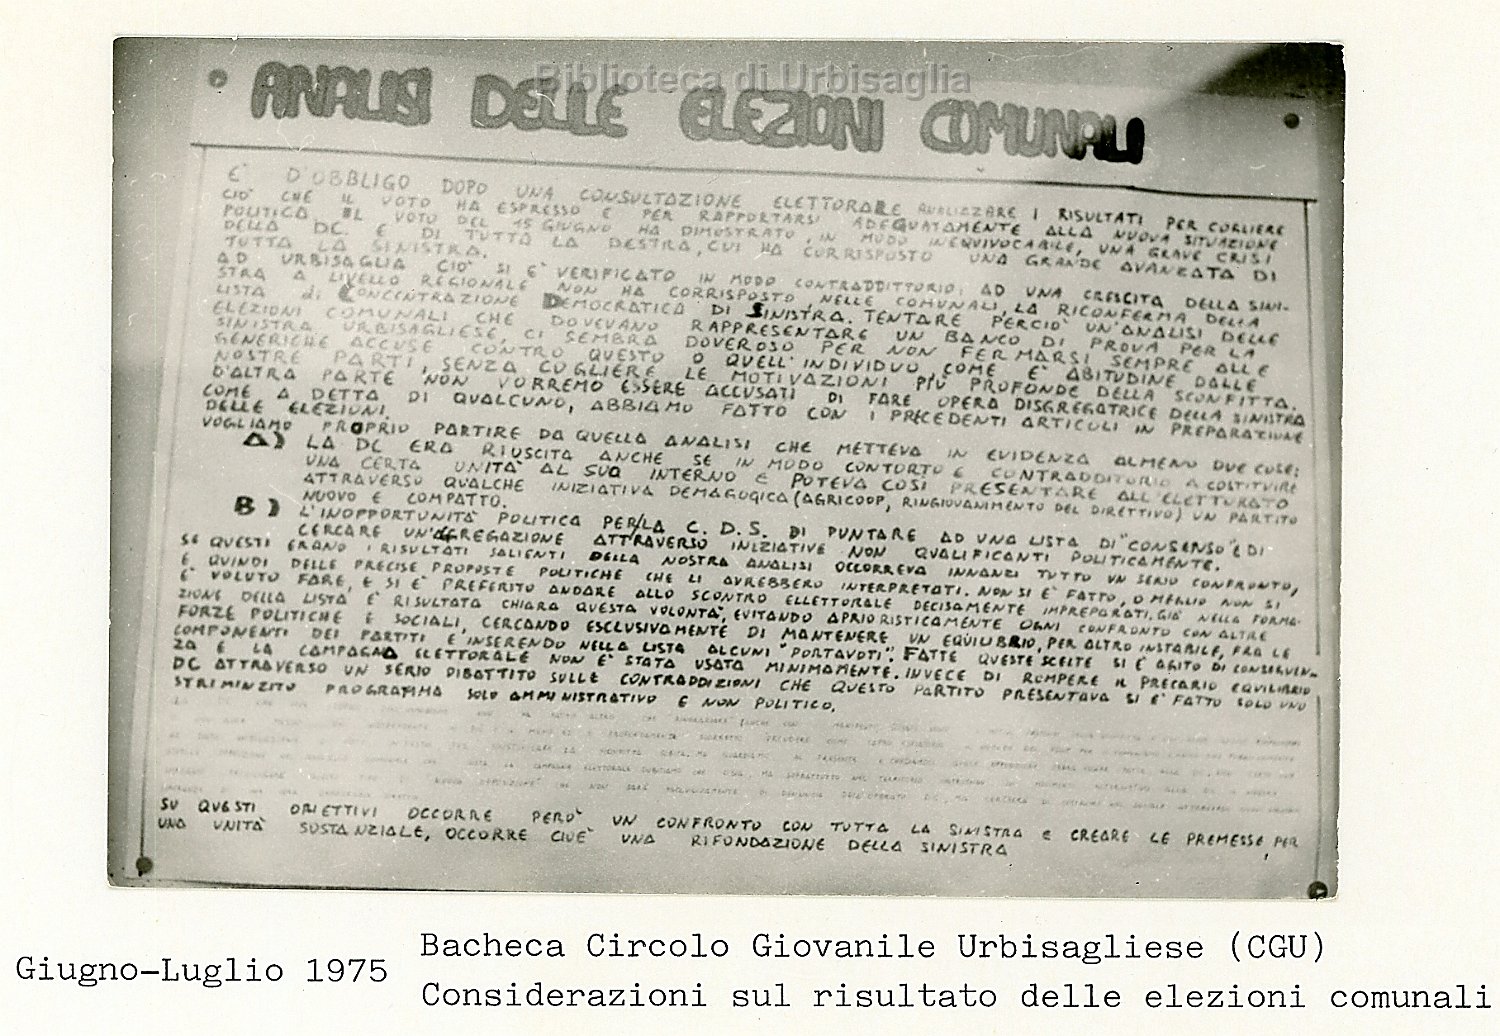 Biblioteca di Urbisaglia
ANALISI DELLE ELEZIONI COMUNALI
E' D'OBBLIGO DOPO UNA CONSULTAZIONE ELETTORALE ANALIZZARE I RISULTATI PER COGLIERE
CIO' CHE IL VOTO HA ESPRESSO E PER RAPPORTARSI ADEGUATAMENTE ALLA NUOVA SITUAZIONE
POLITICA IL VOTO DEL 15 GIUGNO HA DIMOSTRATO, IN MODO INEQUIVOCABILE, UNA GRAVE CRISI
DELLA DC. E DI TUTTA LA DESTRA, CUI HA CORRISPOSTO UNA GRANDE AVANZATA DI
TUTTA LA SINISTRA.
AD URBISAGLIA CIO' SI E' VERIFICATO IN MODO CONTRADDITTORIO: AD UNA CRESCITA DELLA SINI-
STRA A LIVELLO REGIONALE NON HA CORRISPOSTO, NELLE COMUNALI, LA RICONFERMA DELLA
LISTA di CONCENTRAZIONE DEMOCRATICA DI SINISTRA. TENTARE PERCIO' UN'ANALISI DELLE
ELEZIONI COMUNALI CHE DOVEVANO RAPPRESENTARE UN BANCO DI PROVA PER LA
SINISTRA URBISAGLIESE, CI SEMBRA DOVEROSO PER NON FERMARSI SEMPRE ALLE
GENERICHE ACCUSE CONTRO QUESTO O QUELL'INDIVIDUO, COME E' ABITUDINE DALLE
NOSTRE PARTI, SENZA COGLIERE LE MOTIVAZIONI PIU' PROFONDE DELLA SCONFITTA.
D'ALTRA PARTE NON VORREMO ESSERE ACCUSATI DI FARE OPERA DISGREGATRICE DELLA SINISTRA
COME A DETTA DI QUALCUNO, ABBIAMO FATTO CON I PRECEDENTI ARTICOLI IN PREPARAZIONE
DELLE ELEZIONI.
VOGLIAMO PROPRIO PARTIRE DA QUELLA ANALISI CHE METTEVA IN EVIDENZA ALMENO DUE COSE:
A) LA DC ERA RIUSCITA ANCHE SE IN MODO CONTORTO E CONTRADDITORIO A COSTITUIRE
UNA CERTA UNITA' AL SUO INTERNO E POTEVA COSI PRESENTARE ALL'ELETTORATO
ATTRAVERSO QUALCHE INIZIATIVA DEMAGOGICA (AGRICOOP, RINGIOVANIMENTO DEL DIRETTIVO) UN PARTITO
NUOVO E COMPATTO.
B) L'INOPPORTUNITA' POLITICA PER/LA C. D. S. DI PUNTARE AD UNA LISTA DI "CONSENSO" E DI
CERCARE UN'AGGREGAZIONE ATTRAVERSO INIZIATIVE NON QUALIFICANTI POLITICAMENTE.
SE QUESTI ERANO I RISULTATI SALIENTI DELLA NOSTRA ANALISI OCCORREVA INNANZI TUTTO UN SERIO CONFRONTO,
E QUINDI DELLE PRECISE PROPOSTE POLITICHE CHE LI AVREBBERO INTERPRETATI. NON SI E' FATTO, O MEGLIO NON SI
E' VOLUTO FARE, E SI E' PREFERITO ANDARE ALLO SCONTRO ELLETTORALE DECISAMENTE IMPREPARATI. GIA' NELLA FORMA-
ZIONE DELLA LISTA E' RISULTATA CHIARA QUESTA VOLONTA', EVITANDO APRIORISTICAMENTE OGNI CONFRONTO CON ALTRE
FORZE POLITICHE E SOCIALI, CERCANDO ESCLUSIVAMENTE DI MANTENERE UN EQUILIBRIO, PER ALTRO INSTABILE, FRA LE
COMPONENTI DEI PARTITI E INSERENDO NELLA LISTA ALCUNI "PORTAVOTI". FATTE QUESTE SCELTE SI E' AGITO DI CONSEGUEN-
ZA E LA CAMPAGNA ELETTORALE NON E' STATA USATA MINIMAMENTE. INVECE DI ROMPERE IL PRECARIO EQUILIBRIO
DC ATTRAVERSO UN SERIO DIBATTITO SULLE CONTRADDIZIONI CHE QUESTO PARTITO PRESENTAVA SI E' FATTO SOLO UNO
STRIMINZITO PROGRAMMA SOLO AMMINISTRATIVO E NON POLITICO.
SU QUESTI OBIETTIVI OCCORRE PERO' UN CONFRONTO CON TUTTA LA SINISTRA E CREARE LE PREMESSE PER
UNA UNITA' SOSTANZIALE, OCCORRE CIOE' UNA RIFONDAZIONE DELLA SINISTRA
Giugno-Luglio 1975
Bacheca Circolo Giovanile Urbisagliese (CGU)
Considerazioni sul risultato delle elezioni comunali